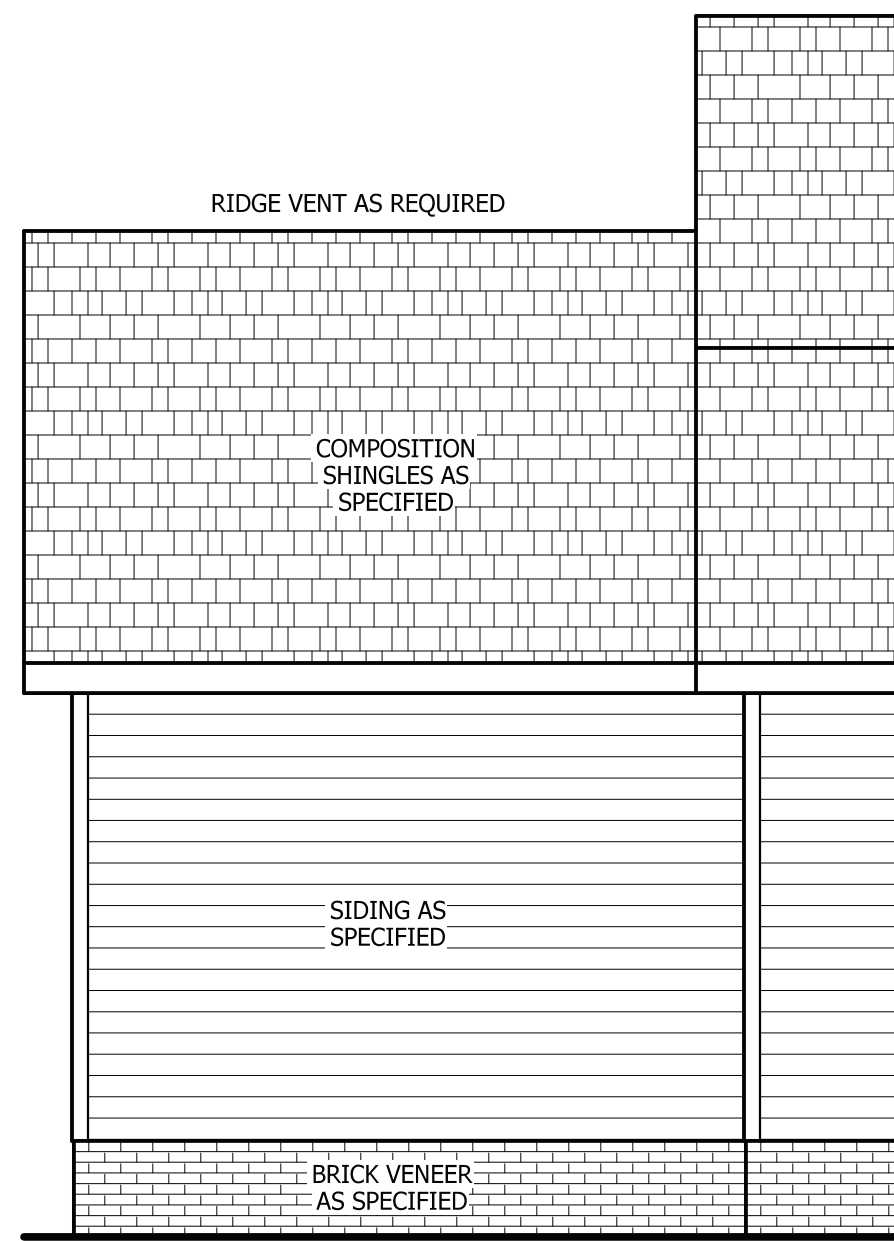 RIDGE VENT AS REQUIRED
COMPOSITION
SHINGLES AS
SPECIFIED
SIDING AS
SPECIFIED
BRICK VENEER
AS SPECIFIED